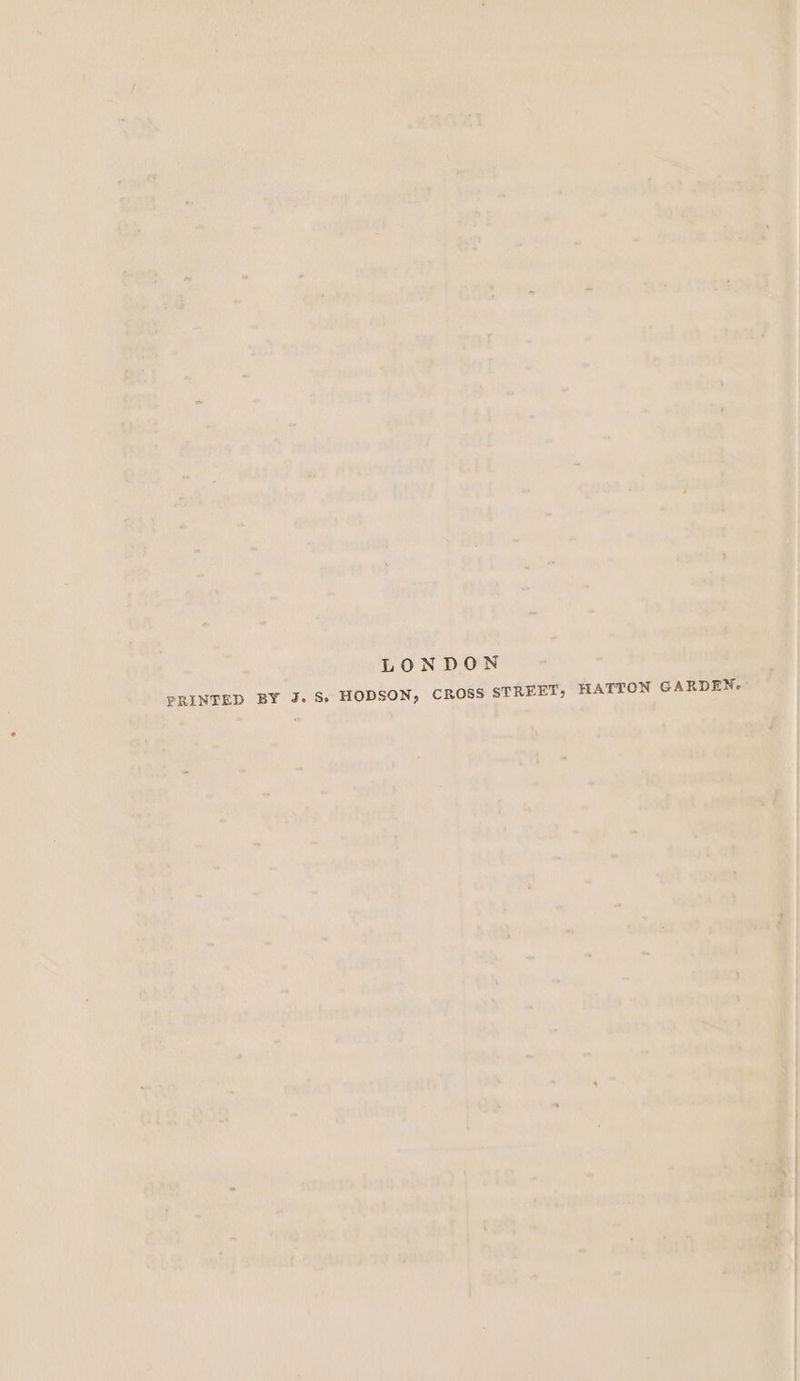 LONDON
PRINTED BY J. S. HODSON, CROSS STREET, HATTON GARDEN.